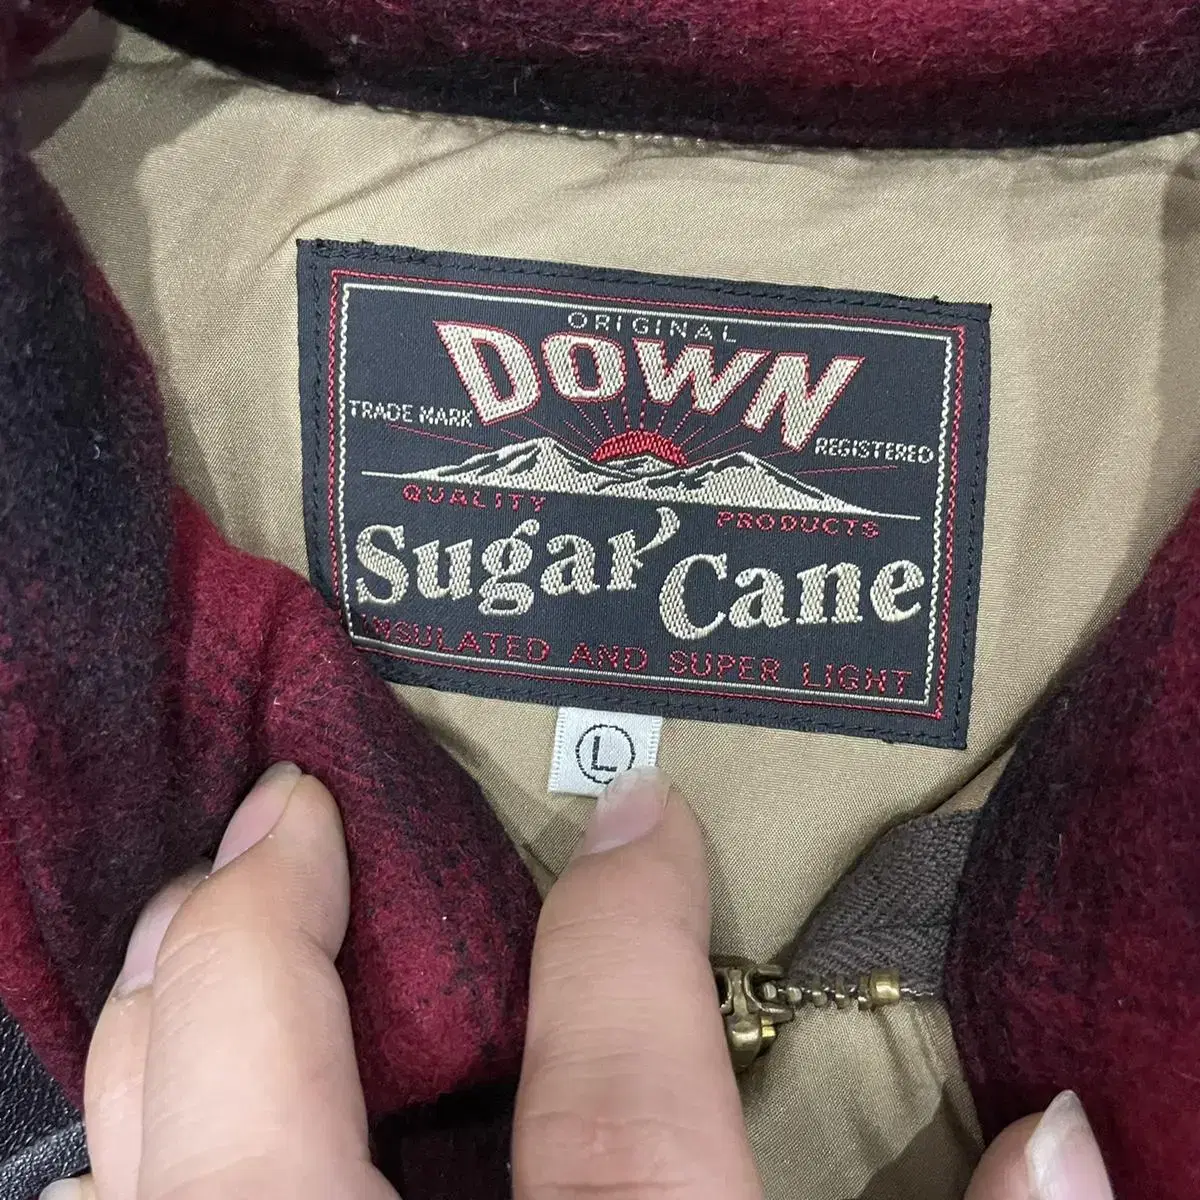 ORIGINAL
DOWN
TRADE MARK
REGISTERED
QUALITY
PRODUCTS
Sugar Cane
INSULATED AND SUPER LIGHT
L